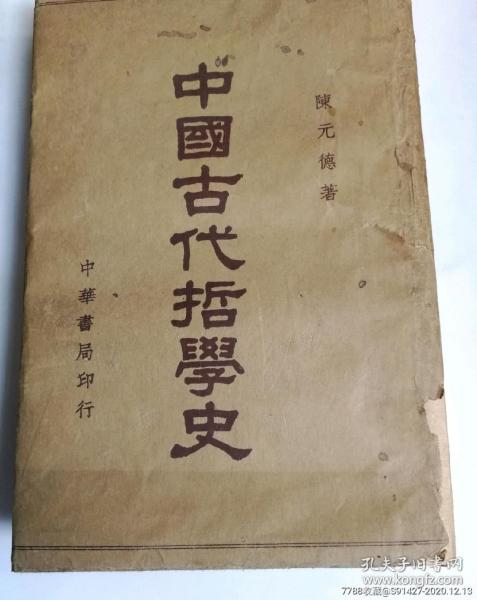 陳元德著
中國古代哲學史
中華書局印行
孔夫子旧书网
www.kongfz.com
7788收藏@S91427-2020.12.13